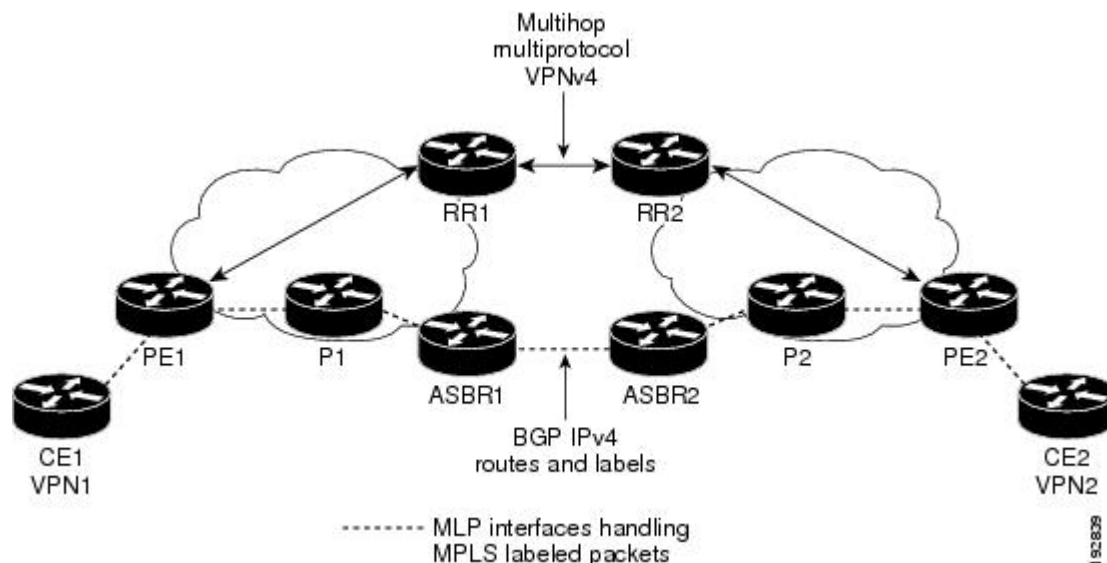 Multihop
multiprotocol
VPNv4
RR1
RR2
PE1
P1
ASBR1
ASBR2
P2
PE2
CE1
VPN1
BGP IPv4
routes and labels
CE2
VPN2
MLP interfaces handling
MPLS labeled packets
192839